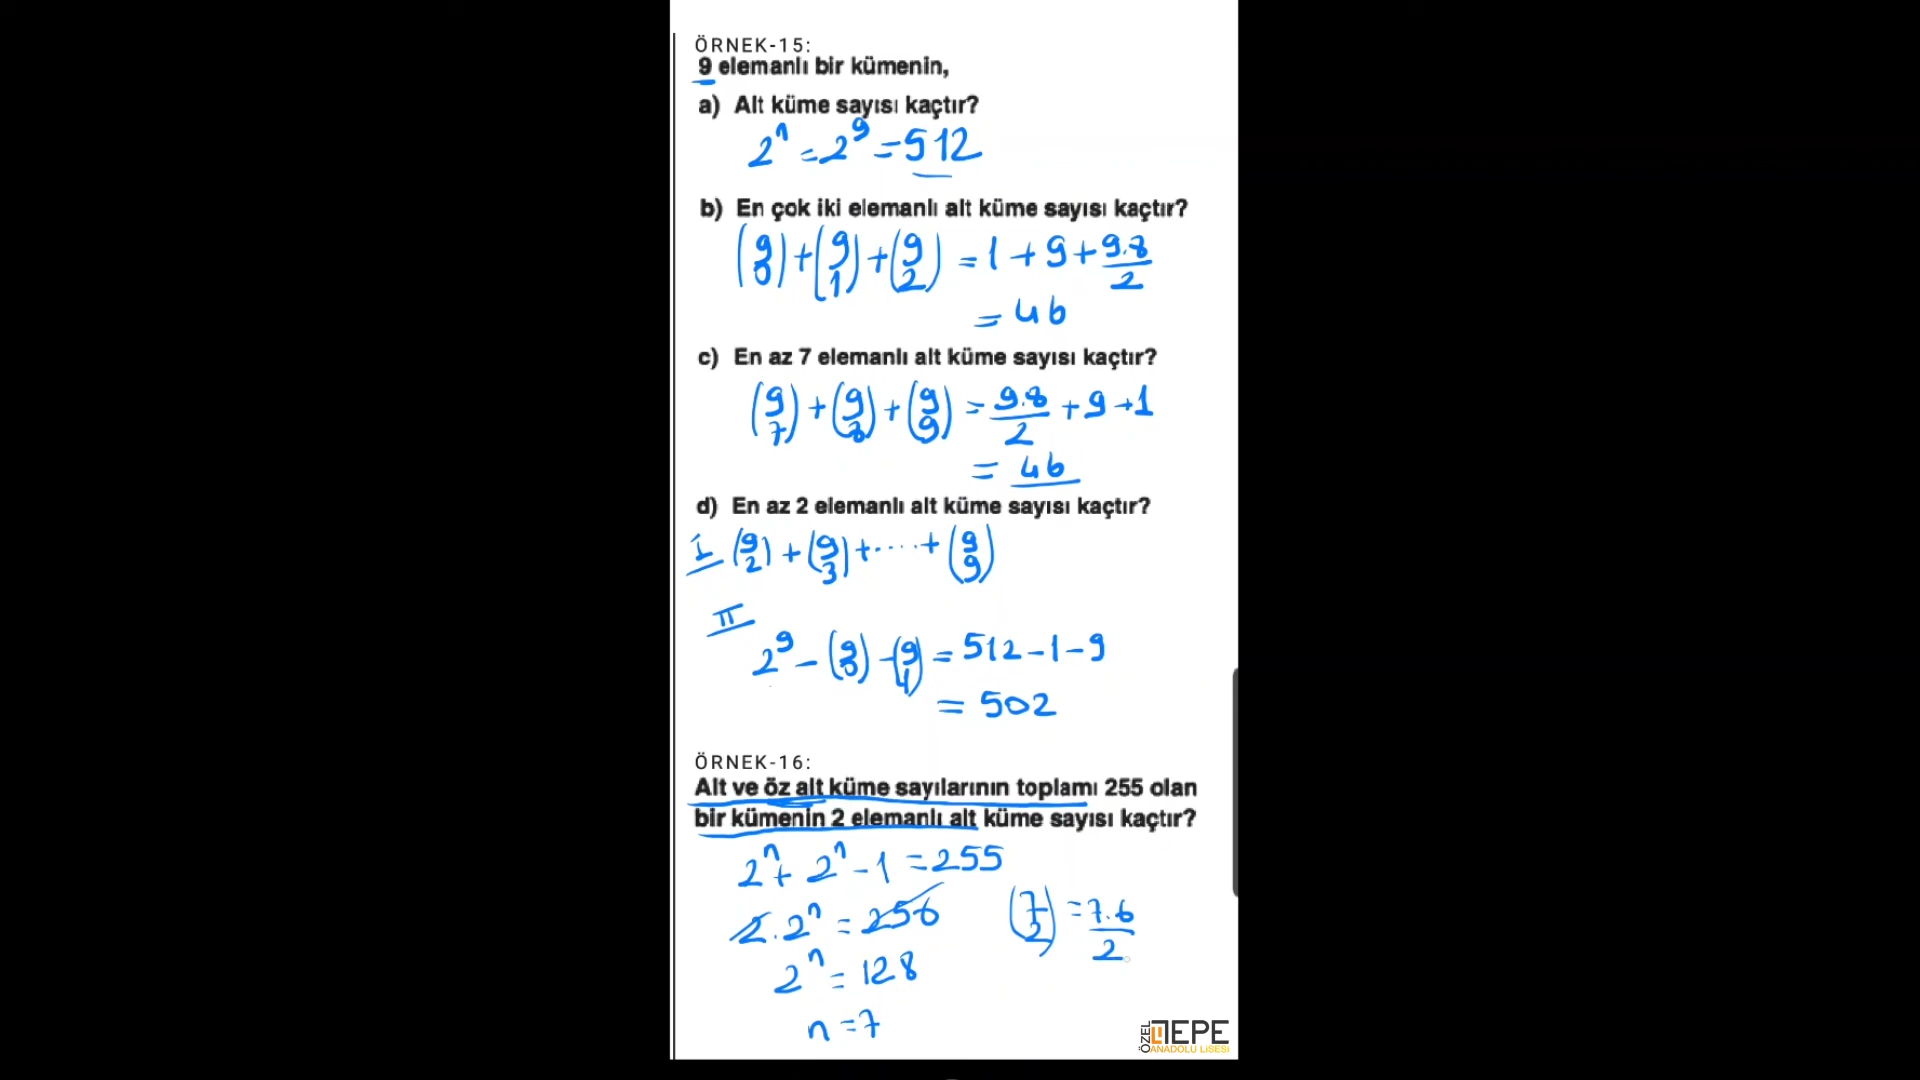 ÖRNEK-15:
9 elemanlı bir kümenin,
a) Alt küme sayısı kaçtır?
2^n = 2^9 = 512
b) En çok iki elemanlı alt küme sayısı kaçtır?
(9 0) + (9 1) + (9 2) = 1 + 9 + 9.8/2
= 46
c) En az 7 elemanlı alt küme sayısı kaçtır?
(9 7) + (9 8) + (9 9) = 9.8/2 + 9 + 1
= 46
d) En az 2 elemanlı alt küme sayısı kaçtır?
I (9 2) + (9 3) + ..... + (9 9)
II
2^9 - (9 0) - (9 1) = 512 - 1 - 9
= 502
ÖRNEK-16:
Alt ve öz alt küme sayılarının toplamı 255 olan
bir kümenin 2 elemanlı alt küme sayısı kaçtır?
2^n + 2^n - 1 = 255
2.2^n = 256
(7 2) = 7.6/2
2^n = 128
n = 7
ÖZEL TEPE
ANADOLU LİSESİ